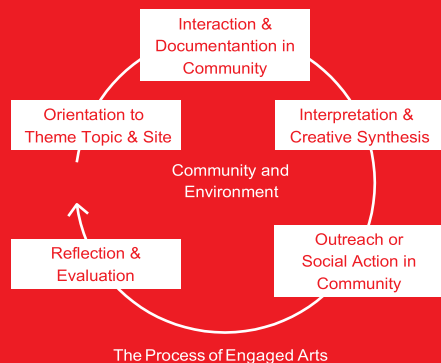 Interaction &
Documentantion in
Community
Orientation to
Theme Topic & Site
Interpretation &
Creative Synthesis
Community and
Environment
Reflection &
Evaluation
Outreach or
Social Action in
Community
The Process of Engaged Arts